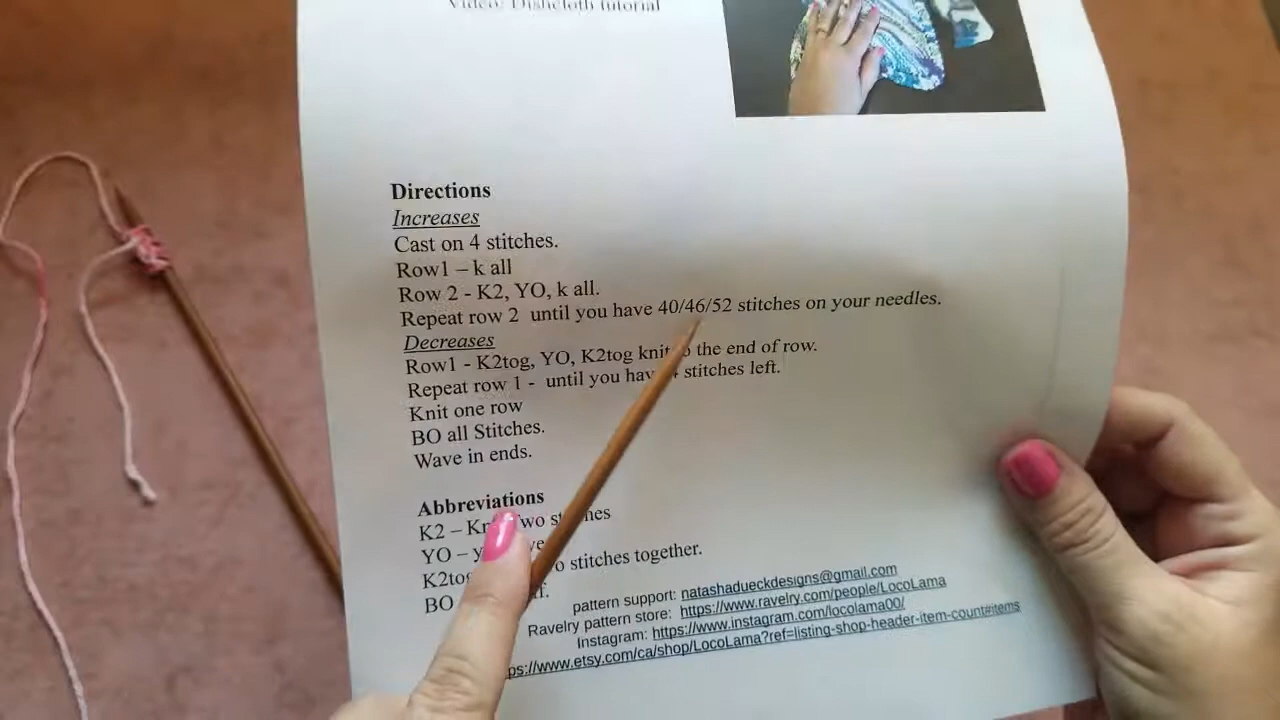 Video: Dishcloth tutorial
Directions
Increases
Cast on 4 stitches.
Row1 – k all
Row 2 - K2, YO, k all.
Repeat row 2 until you have 40/46/52 stitches on your needles.
Decreases
Row1 - K2tog, YO, K2tog knit the end of row.
Repeat row 1 - until you stitches left.
Knit one row
BO all Stitches.
Wave in ends.
Abbreviations
K2 – two
YO –
stitches together.
BO
pattern support: natashadueckdesigns@gmail.com
Ravelry pattern store: https://www.ravelry.com/people/LocoLama
Instagram: https://www.instagram.com/locolama00/
ps://www.etsy.com/ca/shop/LocoLama?ref=listing-shop-header-item-count#items